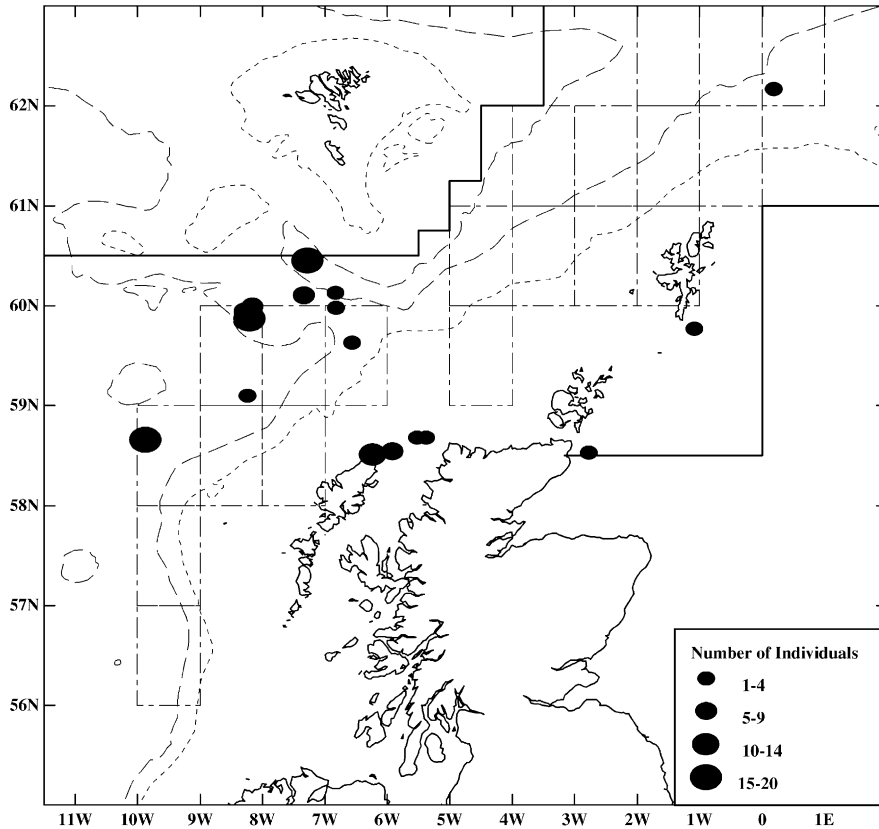 62N
61N
60N
59N
58N
57N
56N
Number of Individuals
1-4
5-9
10-14
15-20
11W 10W 9W 8W 7W 6W 5W 4W 3W 2W 1W 0 1E